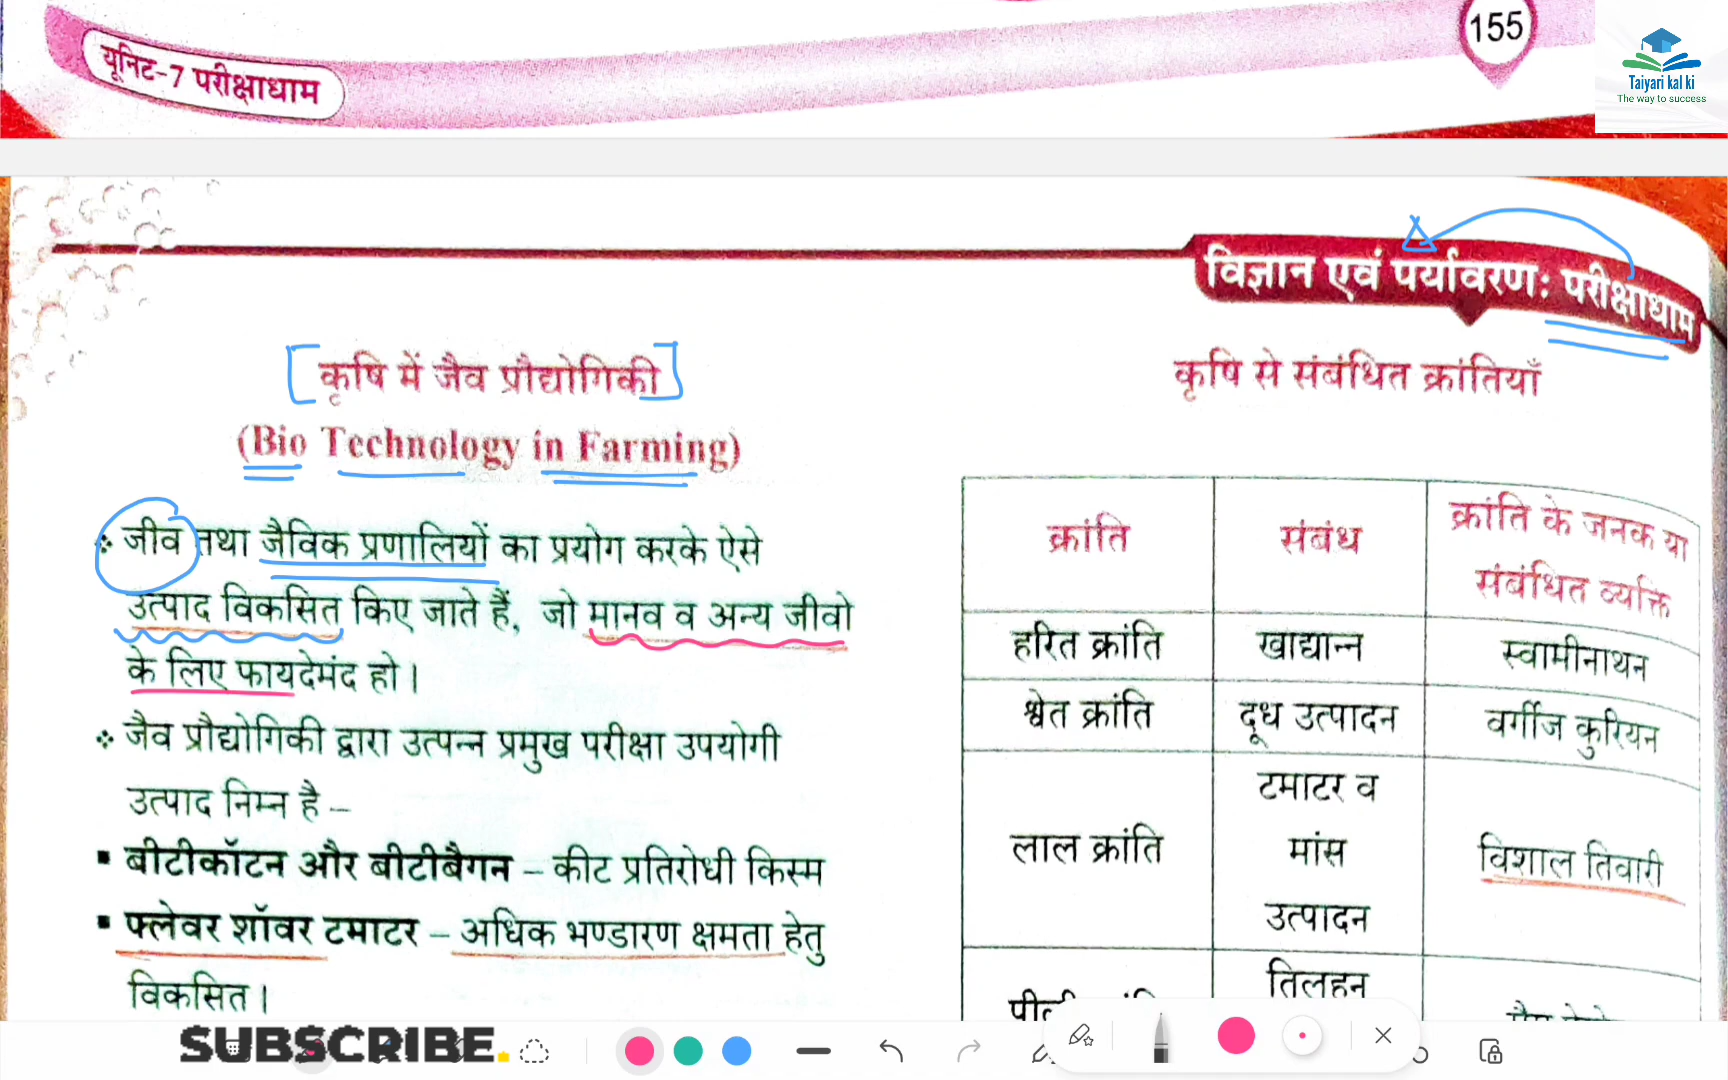 155
यूनिट-7 परीक्षाधाम
Taiyari kal ki
The way to success
विज्ञान एवं पर्यावरण: परीक्षाधाम
कृषि में जैव प्रौद्योगिकी
(Bio Technology in Farming)
जीव तथा जैविक प्रणालियों का प्रयोग करके ऐसे
उत्पाद विकसित किए जाते हैं, जो मानव व अन्य जीवो
के लिए फायदेमंद हो।
जैव प्रौद्योगिकी द्वारा उत्पन्न प्रमुख परीक्षा उपयोगी
उत्पाद निम्न है –
बीटीकॉटन और बीटीबैगन – कीट प्रतिरोधी किस्म
फ्लेवर शॉवर टमाटर – अधिक भण्डारण क्षमता हेतु
विकसित।
कृषि से संबंधित क्रांतियाँ
क्रांति संबंध क्रांति के जनक या
संबंधित व्यक्ति
हरित क्रांति खाद्यान्न स्वामीनाथन
श्वेत क्रांति दूध उत्पादन वर्गीज कुरियन
लाल क्रांति टमाटर व
मांस
उत्पादन विशाल तिवारी
तिलहन
SUBSCRIBE.